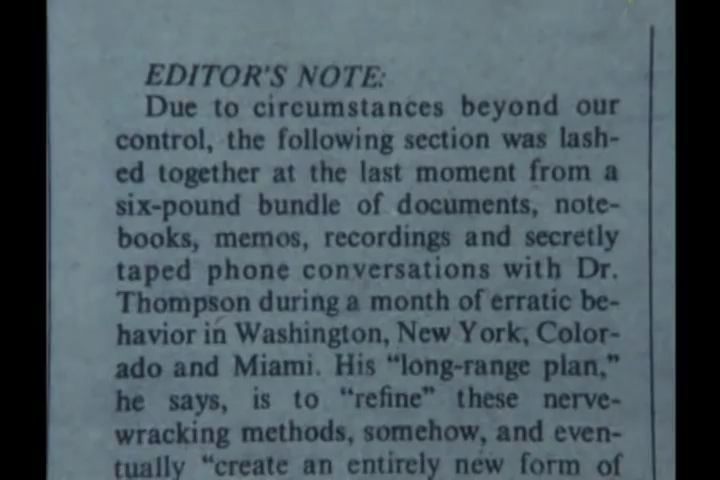 EDITOR'S NOTE:
Due to circumstances beyond our
control, the following section was lash-
ed together at the last moment from a
six-pound bundle of documents, note-
books, memos, recordings and secretly
taped phone conversations with Dr.
Thompson during a month of erratic be-
havior in Washington, New York, Color-
ado and Miami. His “long-range plan,”
he says, is to “refine” these nerve-
wracking methods, somehow, and even-
tually “create an entirely new form of